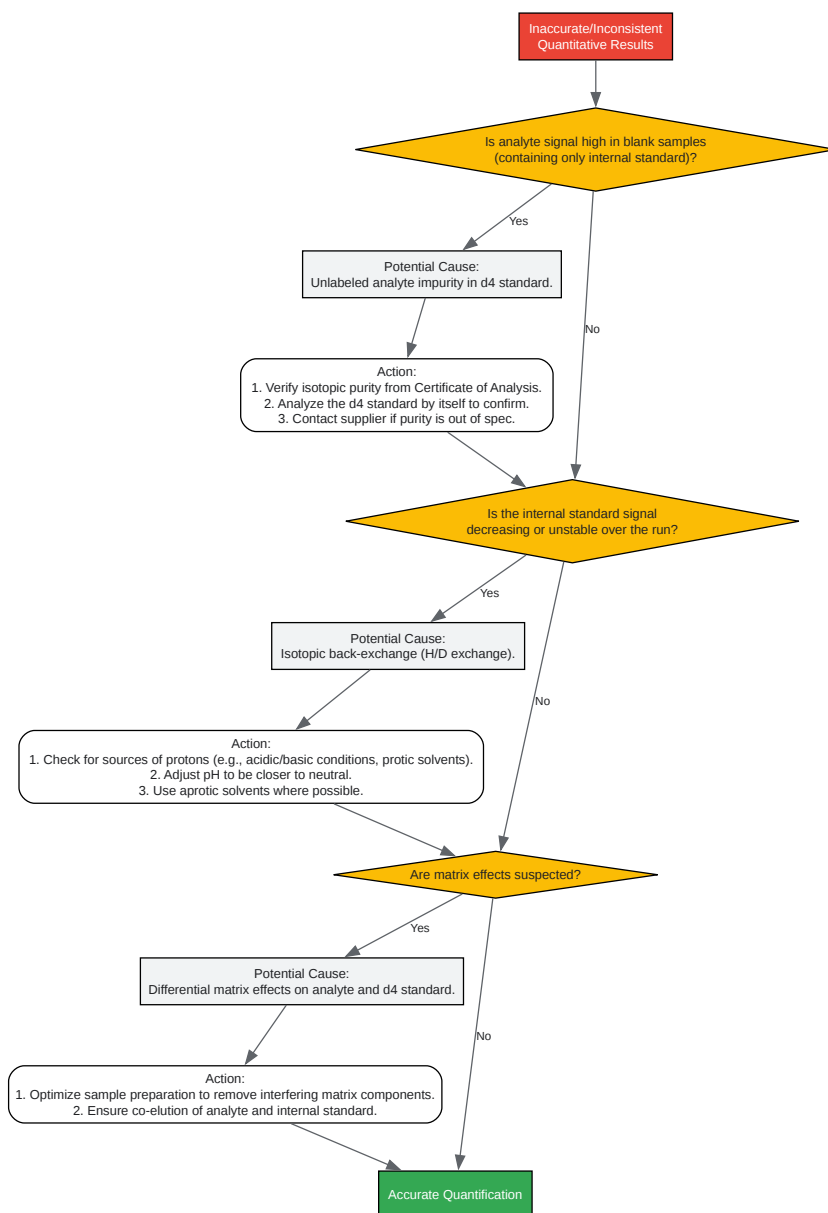 Inaccurate/Inconsistent
Quantitative Results
Is analyte signal high in blank samples
(containing only internal standard)?
Yes
Potential Cause:
Unlabeled analyte impurity in d4 standard.
No
Action:
1. Verify isotopic purity from Certificate of Analysis.
2. Analyze the d4 standard by itself to confirm.
3. Contact supplier if purity is out of spec.
Is the internal standard signal
decreasing or unstable over the run?
Yes
Potential Cause:
Isotopic back-exchange (H/D exchange).
No
Action:
1. Check for sources of protons (e.g., acidic/basic conditions, protic solvents).
2. Adjust pH to be closer to neutral.
3. Use aprotic solvents where possible.
Are matrix effects suspected?
Yes
Potential Cause:
Differential matrix effects on analyte and d4 standard.
No
Action:
1. Optimize sample preparation to remove interfering matrix components.
2. Ensure co-elution of analyte and internal standard.
Accurate Quantification